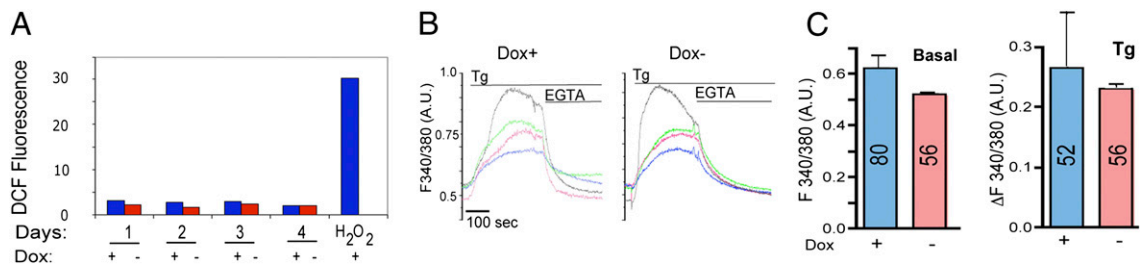 A
DCF Fluorescence
30
20
10
0
Days: 1 2 3 4 H2O2
Dox: + - + - + - + - +
B
Dox+ Dox-
Tg Tg
EGTA EGTA
F340/380 (A.U.)
1.0
0.75
0.5
100 sec
C
Basal
F 340/380 (A.U.)
0.6
0.4
0.2
0.0
80 56
Dox + -
Tg
ΔF 340/380 (A.U.)
0.3
0.2
0.1
0.0
52 56
+ -